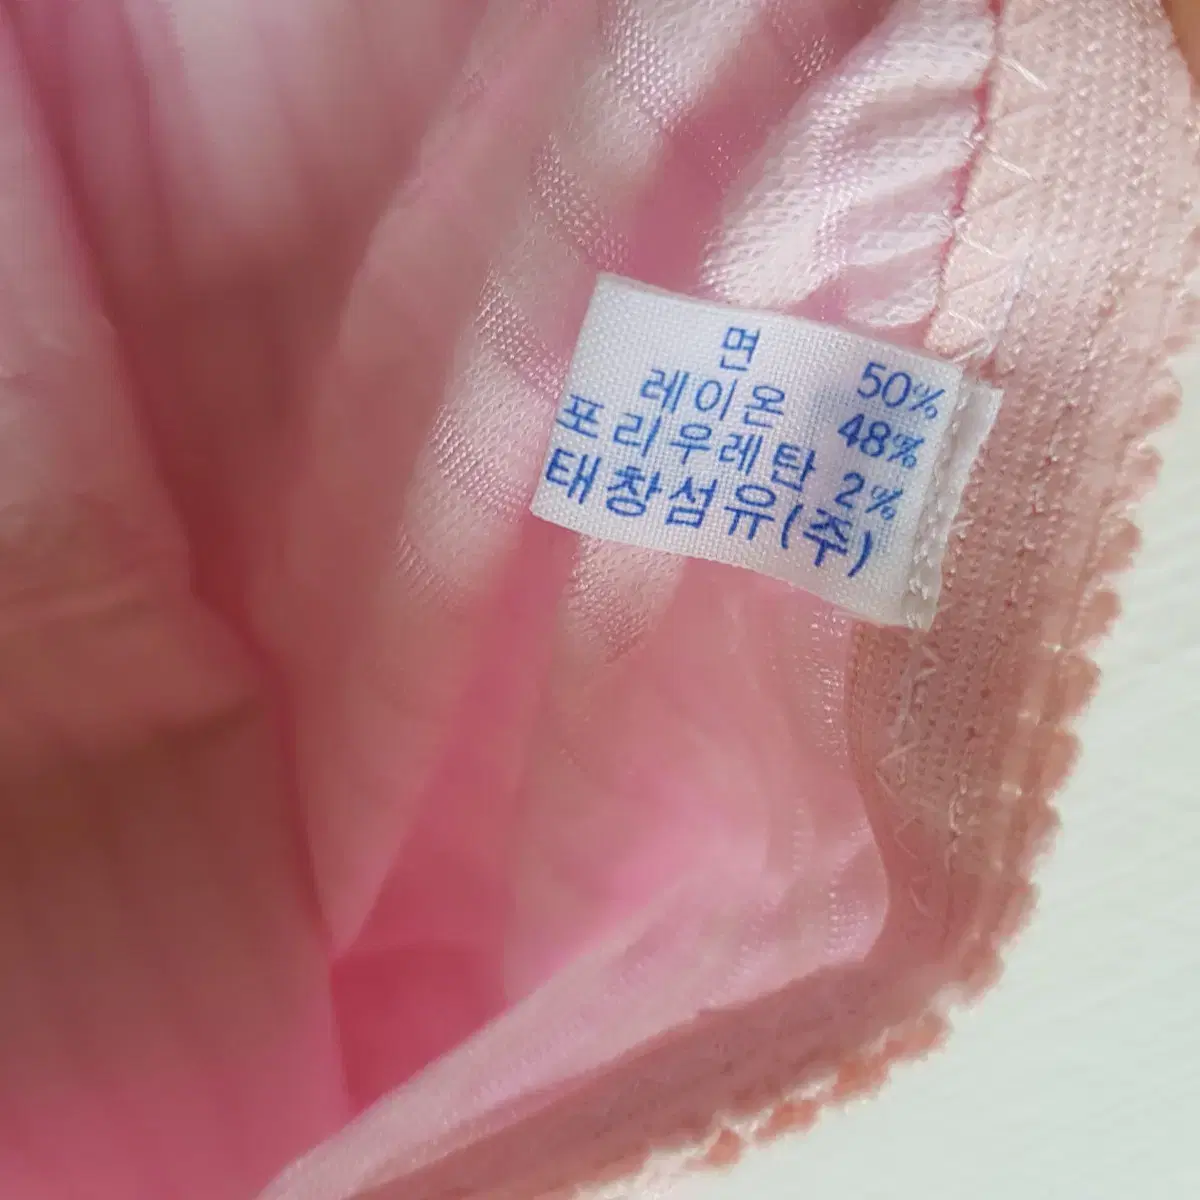 면 50%
레이온 48%
포리우레탄 2%
태창섬유(주)